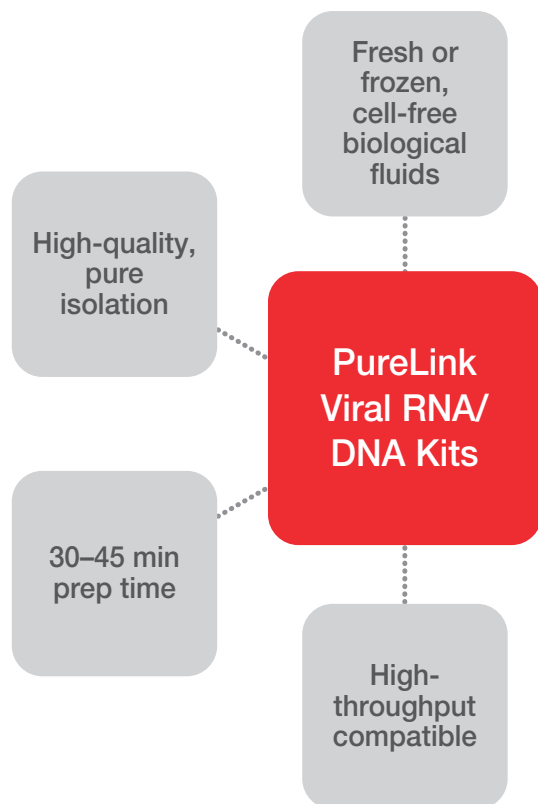 Fresh or
frozen,
cell-free
biological
fluids
High-quality,
pure
isolation
PureLink
Viral RNA/
DNA Kits
30–45 min
prep time
High-
throughput
compatible